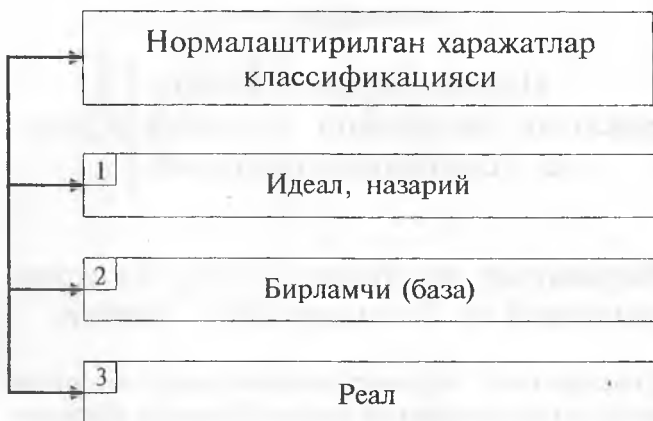 Нормалаштирилган харажатлар
классификацияси
1 Идеал, назарий
2 Бирламчи (база)
3 Реал